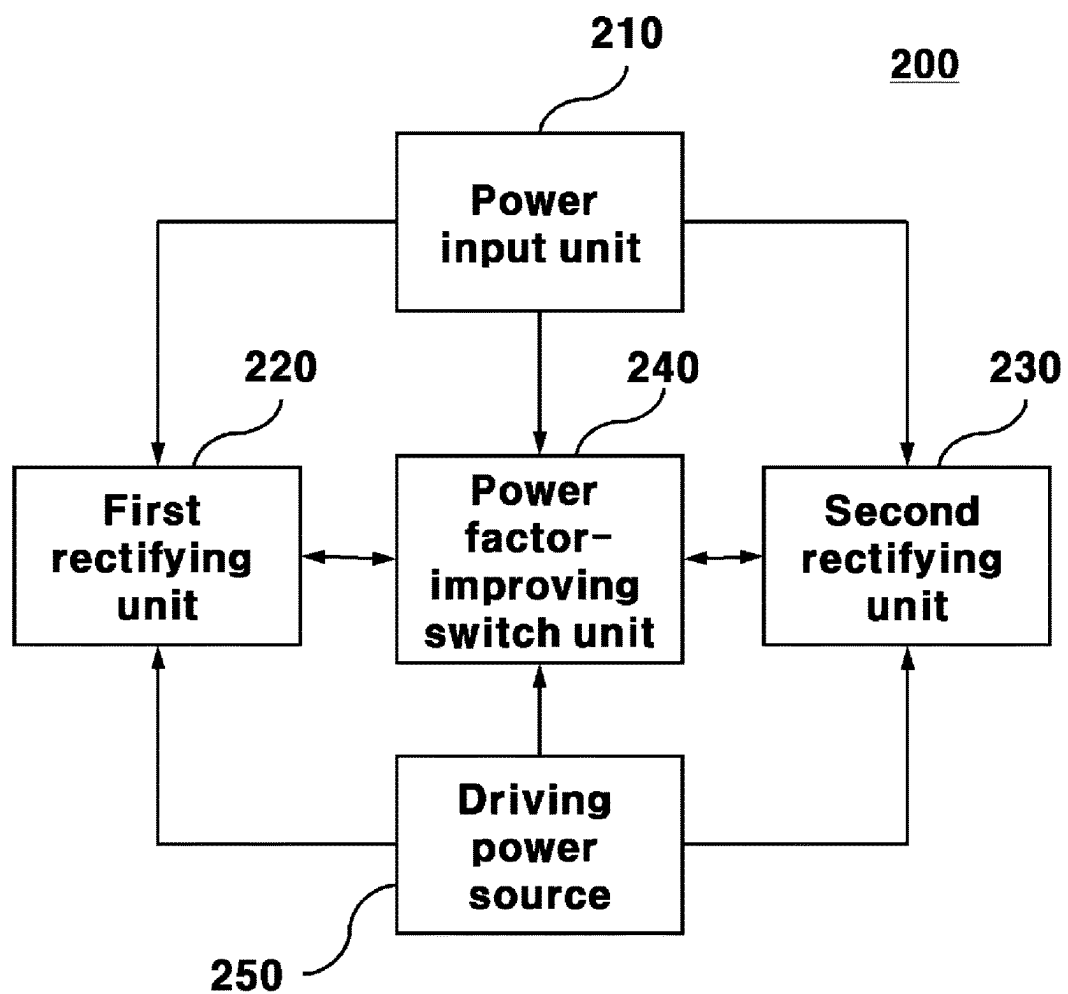 210
200
Power
input unit
220
240
230
First
rectifying
unit
Power
factor-
improving
switch unit
Second
rectifying
unit
Driving
power
source
250